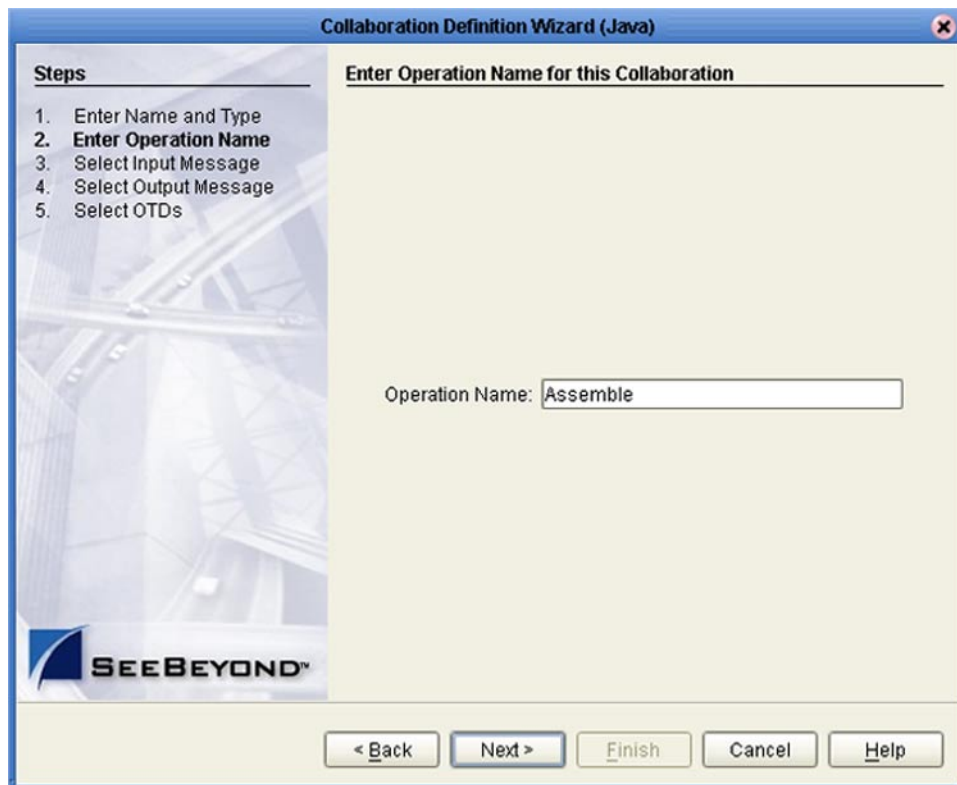 Collaboration Definition Wizard (Java)
Steps
1. Enter Name and Type
2. Enter Operation Name
3. Select Input Message
4. Select Output Message
5. Select OTDs
Enter Operation Name for this Collaboration
Operation Name: Assemble
SEEBEYOND™
< Back Next > Finish Cancel Help